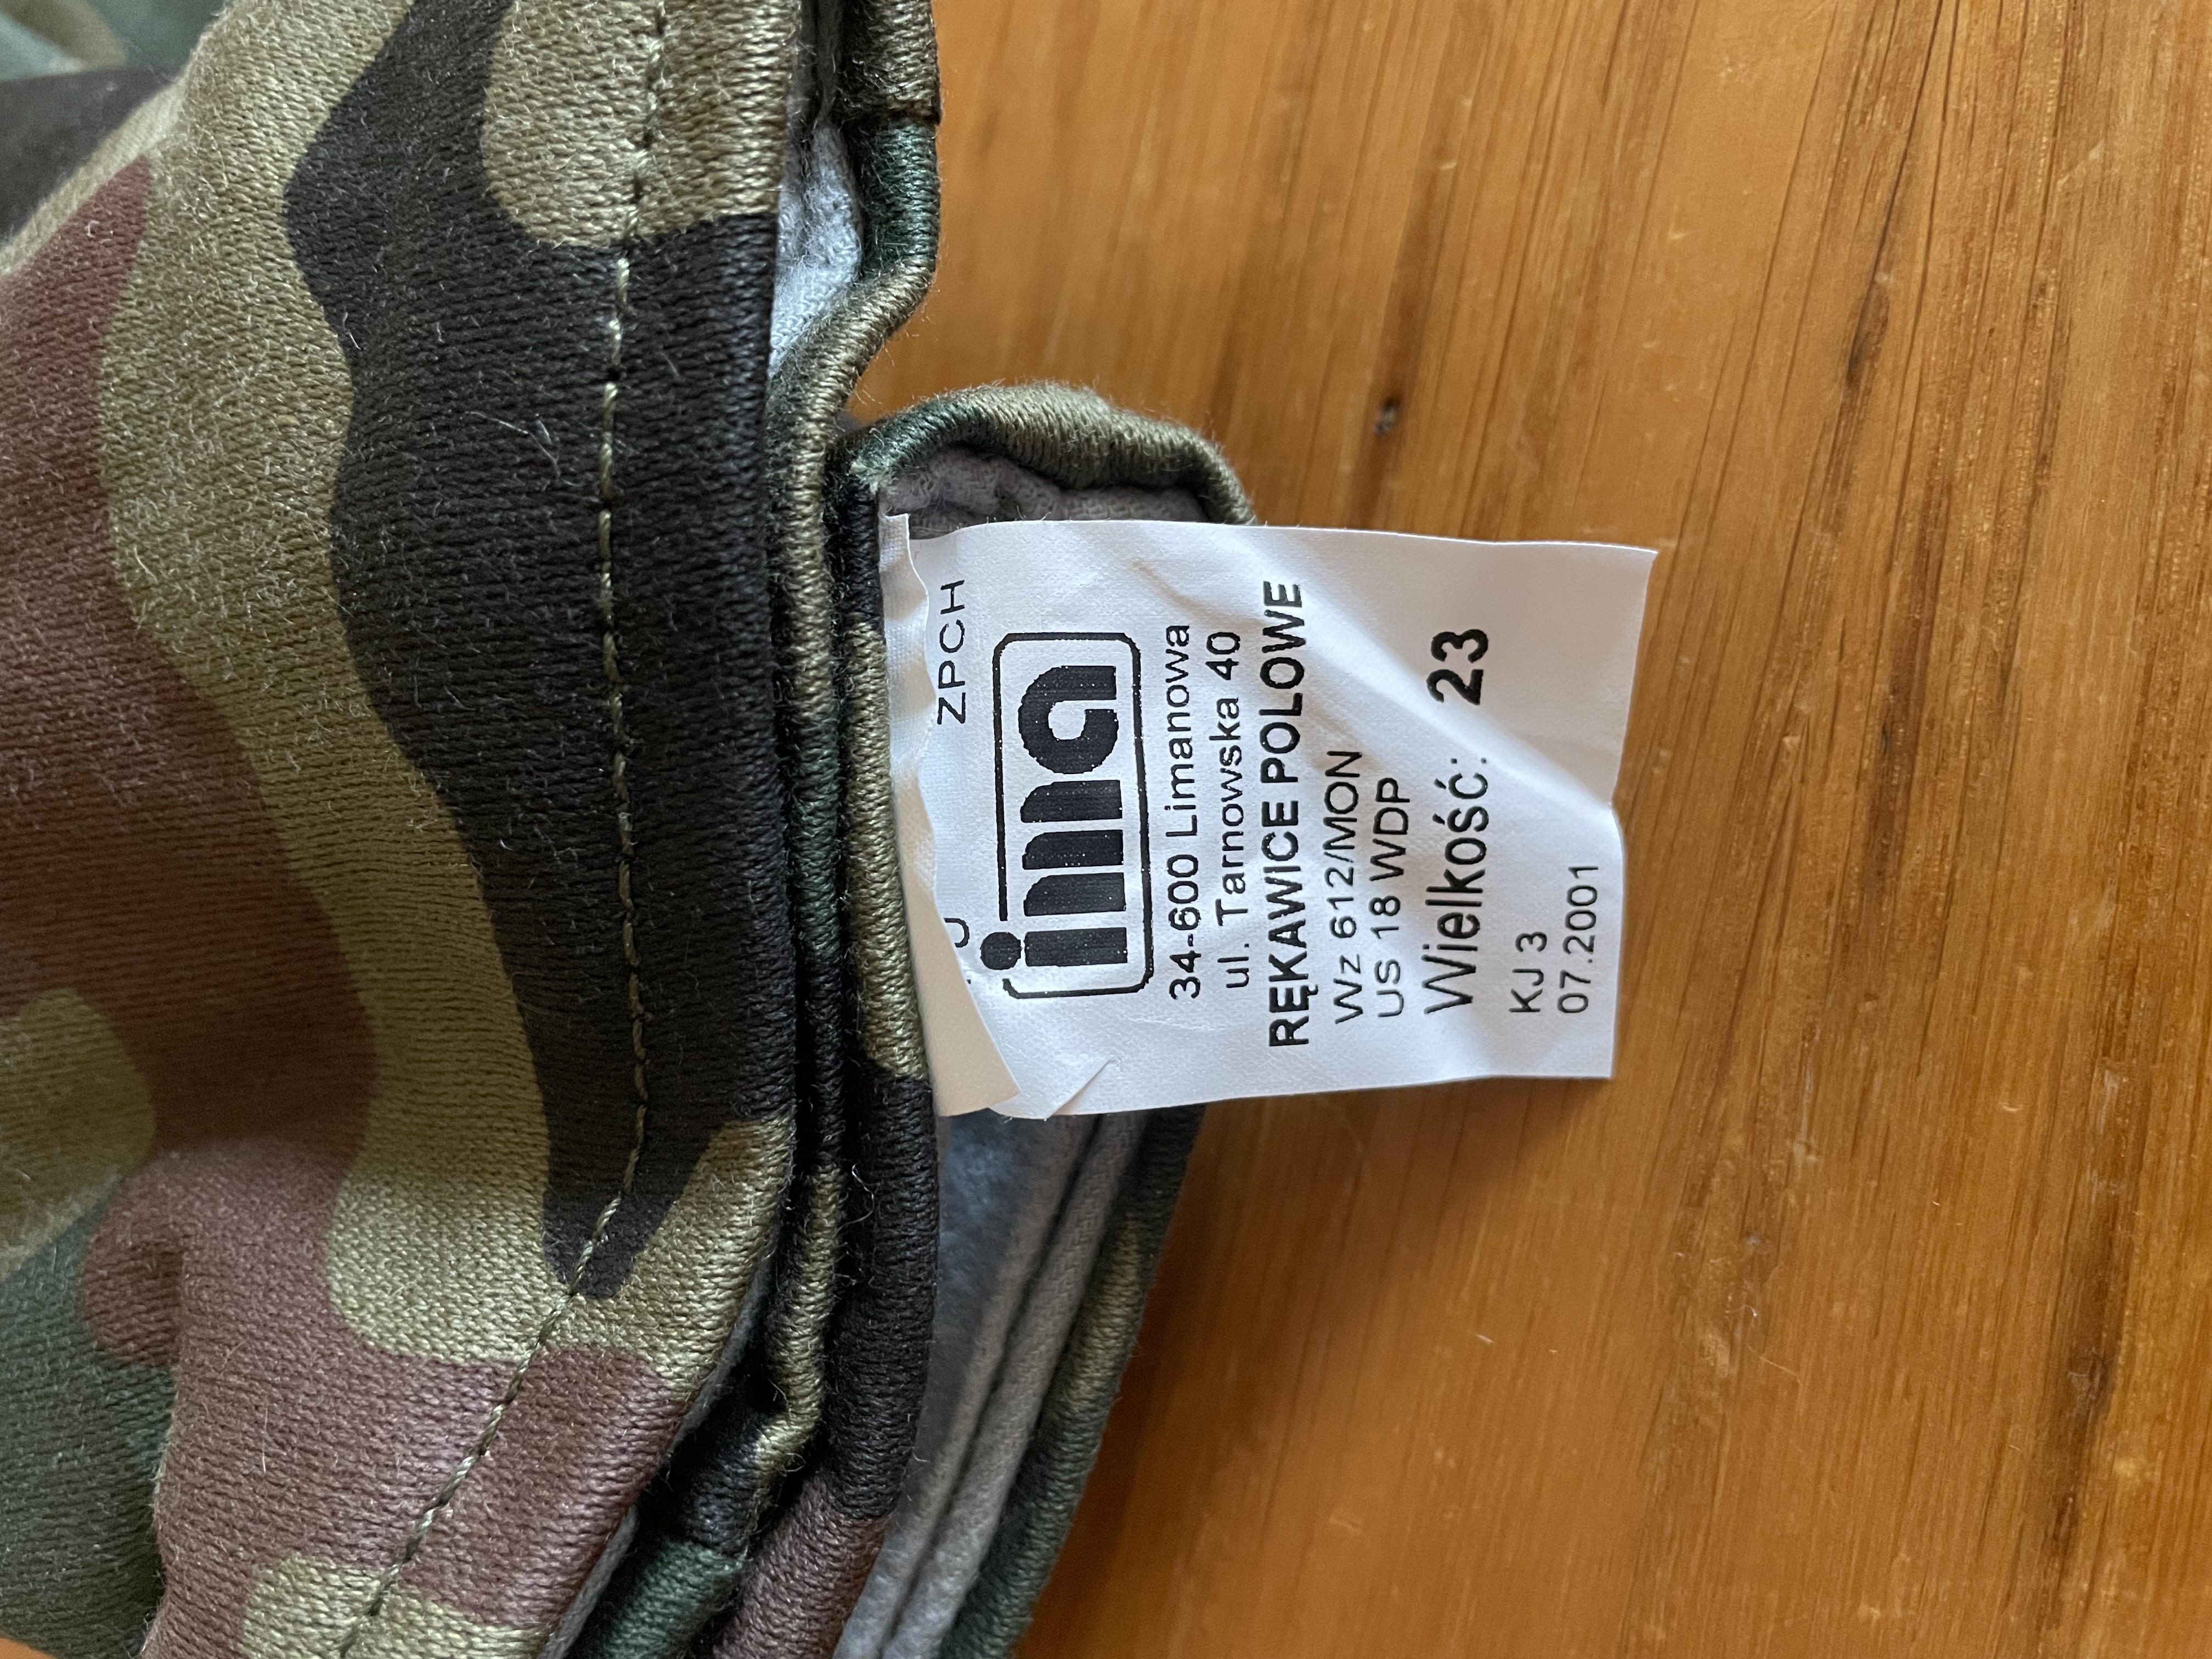 ZPCH
ima
34-600 Limanowa
ul. Tarnowska 40
RĘKAWICE POLOWE
Wz 612/MON
US 18 WDP
Wielkość: 23
KJ 3
07.2001